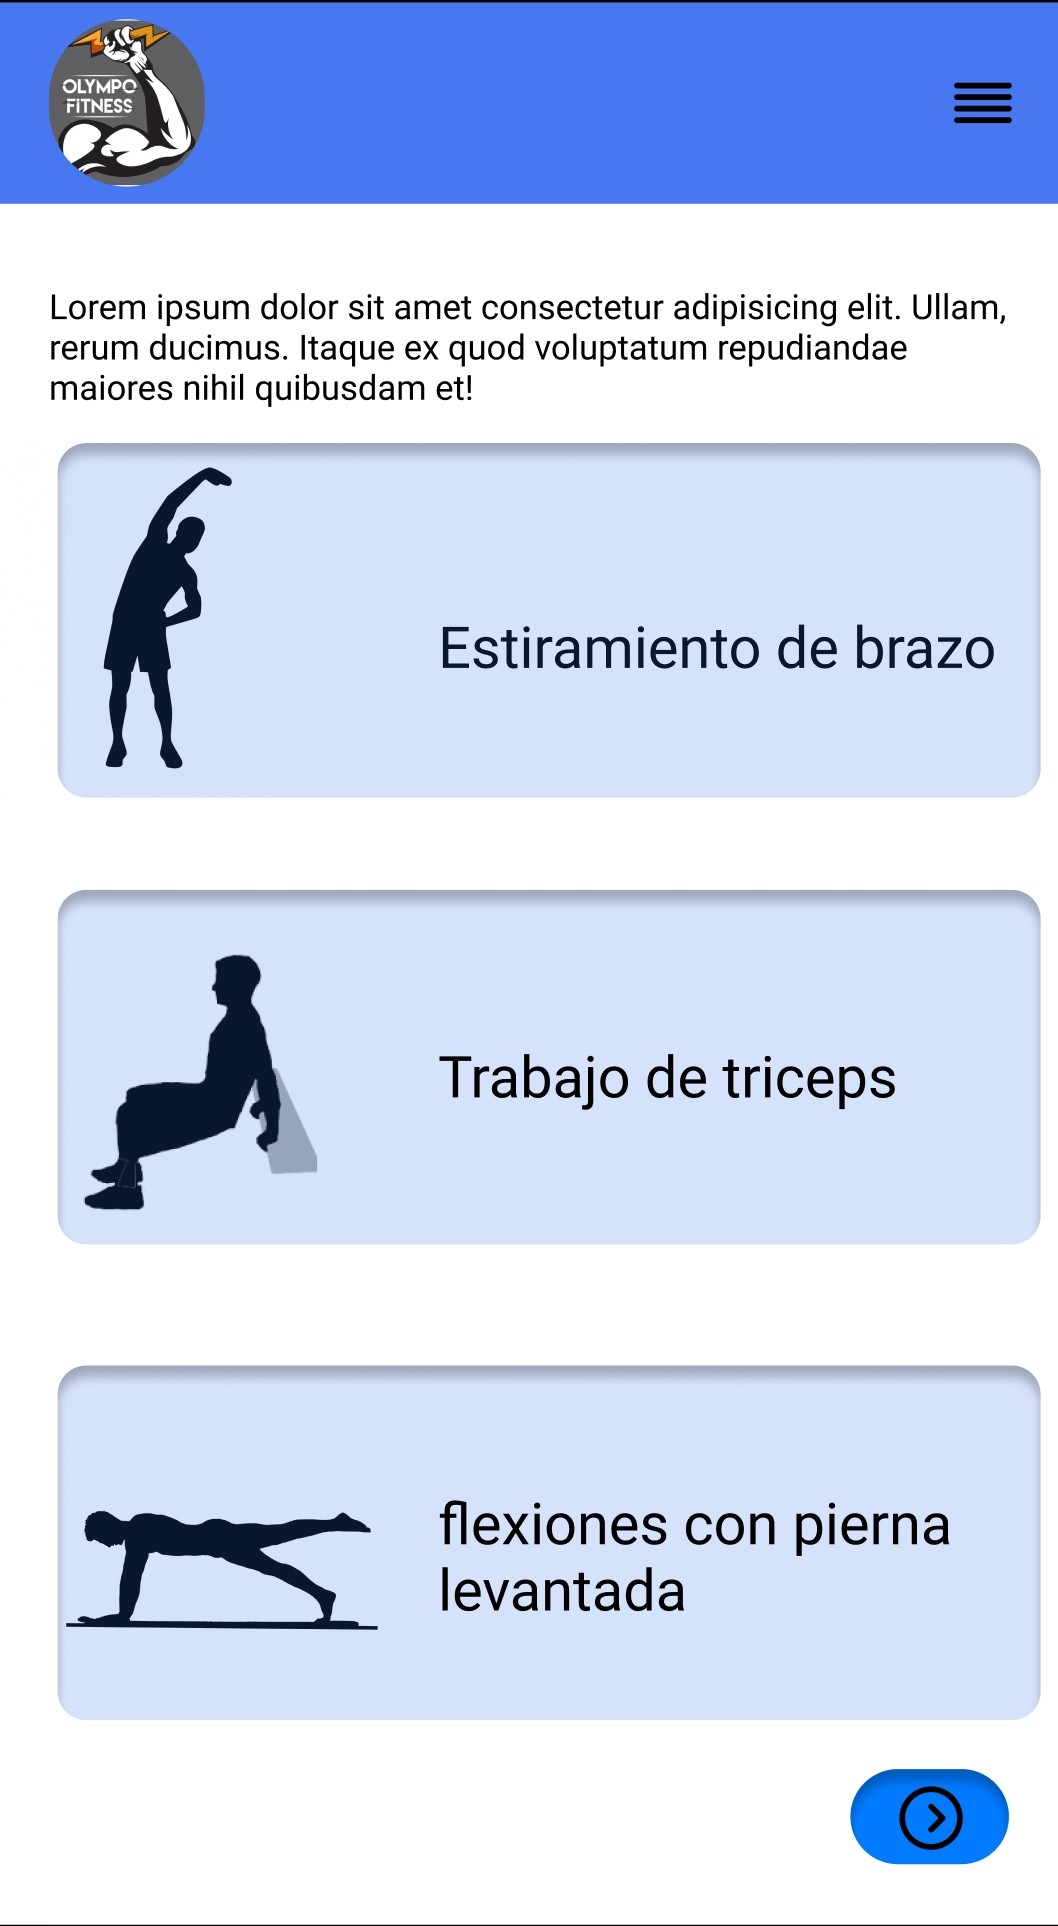 OLYMPO
FITNESS
Lorem ipsum dolor sit amet consectetur adipisicing elit. Ullam,
rerum ducimus. Itaque ex quod voluptatum repudiandae
maiores nihil quibusdam et!
Estiramiento de brazo
Trabajo de triceps
flexiones con pierna
levantada